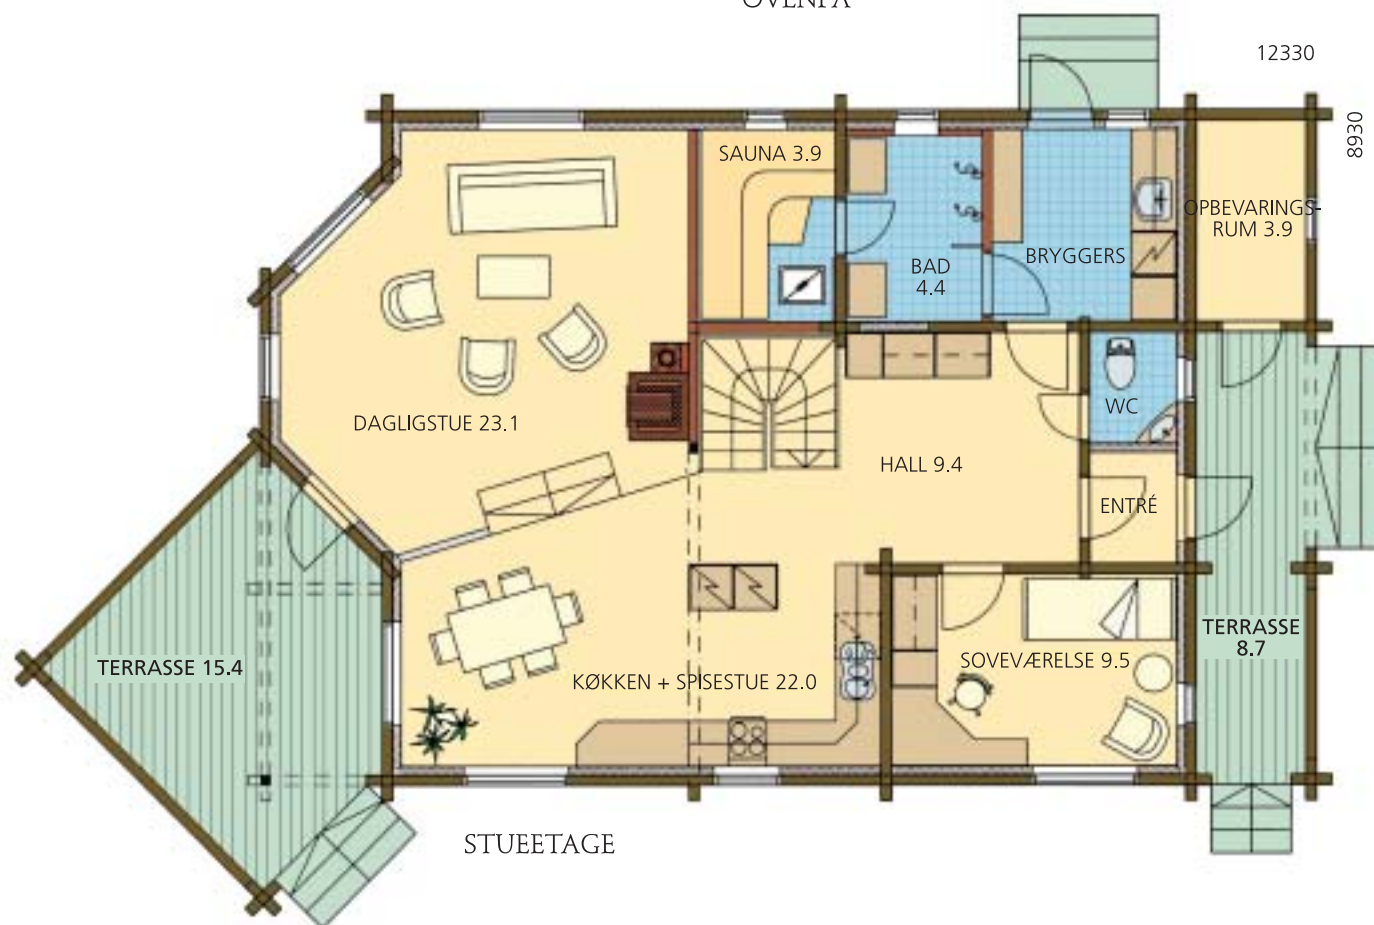 OVENPÅ
12330
8930
SAUNA 3.9
OPBEVARINGS-
RUM 3.9
BRYGGERS
BAD
4.4
WC
DAGLIGSTUE 23.1
HALL 9.4
ENTRÉ
TERRASSE
8.7
SOVEVÆRELSE 9.5
TERRASSE 15.4
KØKKEN + SPISESTUE 22.0
STUEETAGE